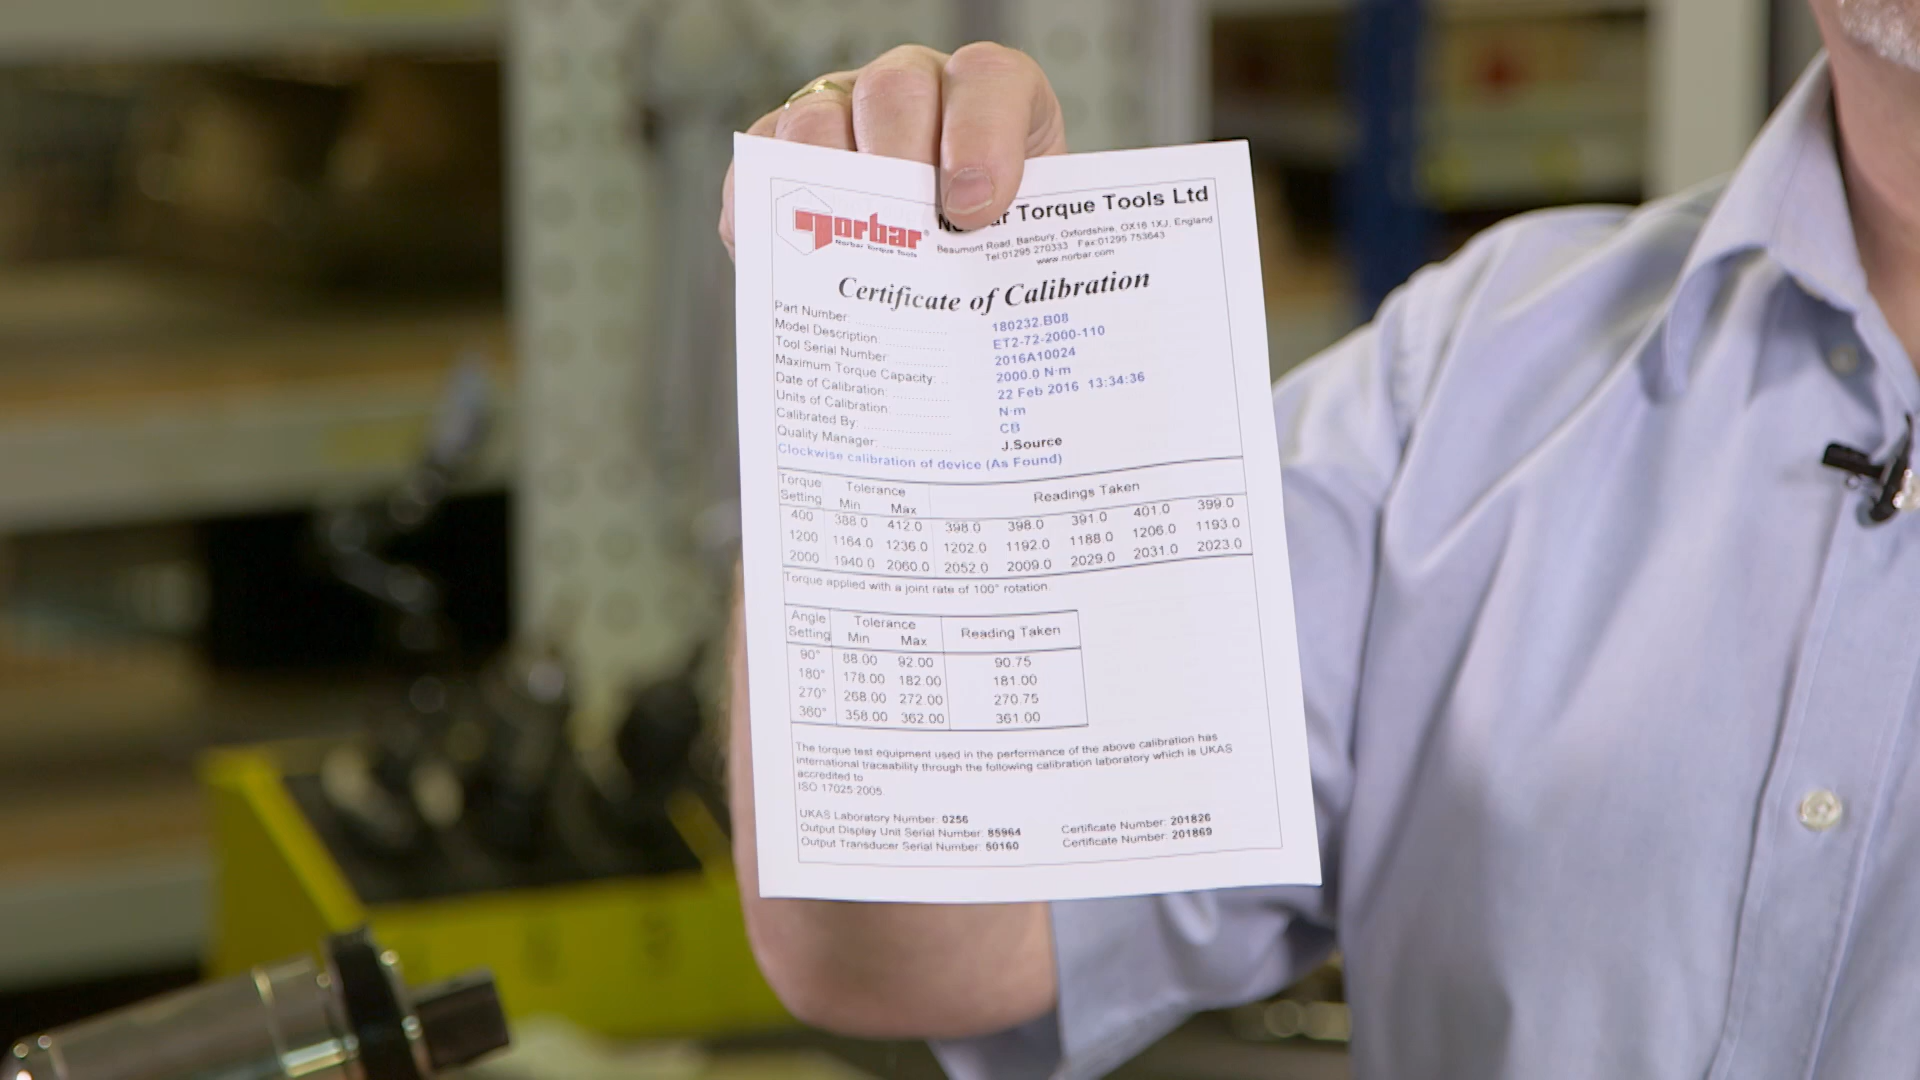 norbar®
Norbar Torque Tools
Torque Tools Ltd
Beaumont Road, Banbury, Oxfordshire, OX16 1XJ, England
Tel:01295 270333 Fax:01295 753643
www.norbar.com
Certificate of Calibration
Part Number: 180232.B08
Model Description: ET2-72-2000-110
Tool Serial Number: 2016A10024
Maximum Torque Capacity: 2000.0 N·m
Date of Calibration: 22 Feb 2016 13:34:36
Units of Calibration: N·m
Calibrated By: CB
Quality Manager: J.Source
Clockwise calibration of device (As Found)
Torque Setting Tolerance Min Max Readings Taken
400 388.0 412.0 398.0 398.0 391.0 401.0 399.0
1200 1164.0 1236.0 1202.0 1192.0 1188.0 1206.0 1193.0
2000 1940.0 2060.0 2052.0 2009.0 2029.0 2031.0 2023.0
Torque applied with a joint rate of 100° rotation.
Angle Setting Tolerance Min Max Reading Taken
90° 88.00 92.00 90.75
180° 178.00 182.00 181.00
270° 268.00 272.00 270.75
360° 358.00 362.00 361.00
The torque test equipment used in the performance of the above calibration has
international traceability through the following calibration laboratory which is UKAS
accredited to
ISO 17025:2005.
UKAS Laboratory Number: 0256
Output Display Unit Serial Number: 85964 Certificate Number: 201826
Output Transducer Serial Number: 50160 Certificate Number: 201869